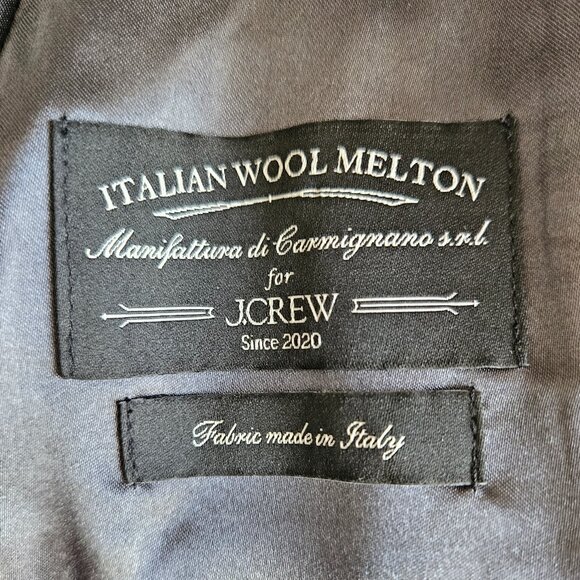 ITALIAN WOOL MELTON
Manifattura di Carmignano s.r.l.
for
J.CREW
Since 2020
Fabric made in Italy